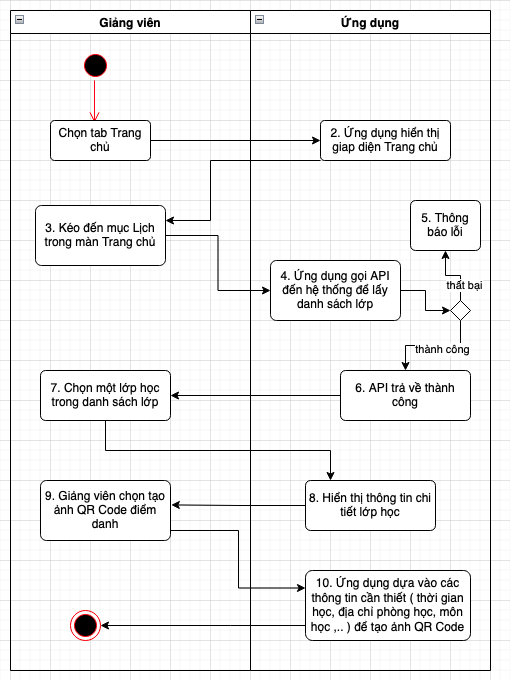 Giảng viên
Ứng dụng
Chọn tab Trang
chủ
2. Ứng dụng hiển thị
giap diện Trang chủ
3. Kéo đến mục Lịch
trong màn Trang chủ
5. Thông
báo lỗi
4. Ứng dụng gọi API
đến hệ thống để lấy
danh sách lớp
thất bại
thành công
7. Chọn một lớp học
trong danh sách lớp
6. API trả về thành
công
9. Giảng viên chọn tạo
ảnh QR Code điểm
danh
8. Hiển thị thông tin chi
tiết lớp học
10. Ứng dụng dựa vào các
thông tin cần thiết ( thời gian
học, địa chỉ phòng học, môn
học ,.. ) để tạo ảnh QR Code